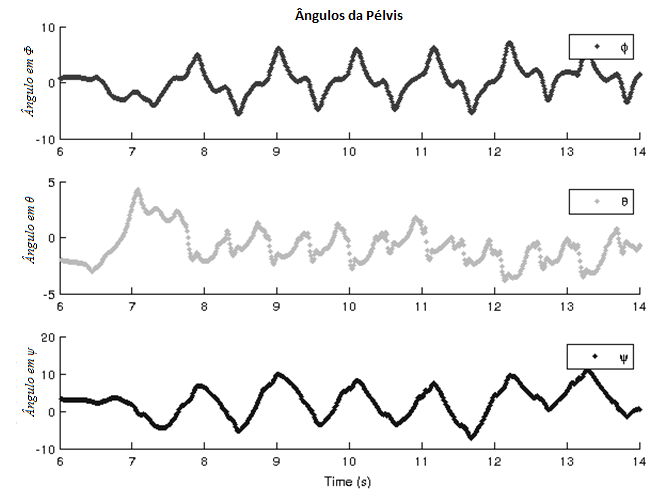 Ângulos da Pélvis
Ângulo em Φ
10
0
-10
ϕ
6 7 8 9 10 11 12 13 14
Ângulo em θ
5
0
-5
θ
6 7 8 9 10 11 12 13 14
Ângulo em ψ
20
10
0
-10
ψ
6 7 8 9 10 11 12 13 14
Time (s)